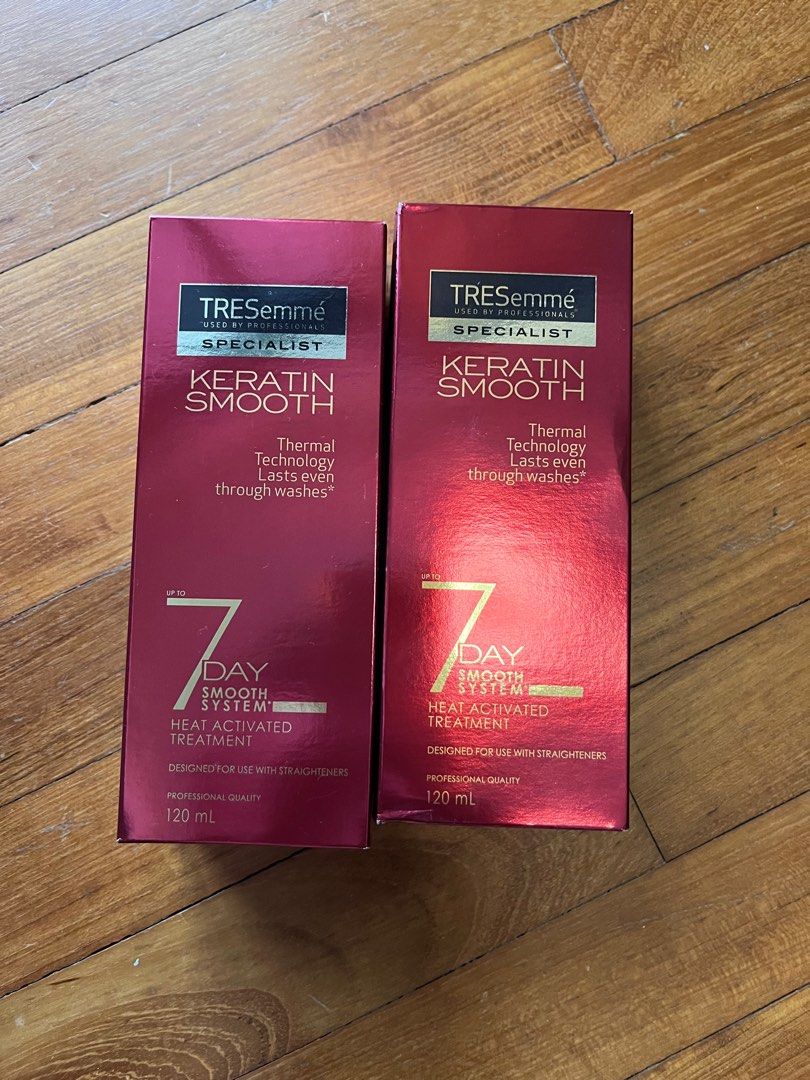 TRESemmé
USED BY PROFESSIONALS
SPECIALIST
KERATIN
SMOOTH
Thermal
Technology
Lasts even
through washes*
UP TO
7
DAY
SMOOTH
SYSTEM*
HEAT ACTIVATED
TREATMENT
DESIGNED FOR USE WITH STRAIGHTENERS
PROFESSIONAL QUALITY
120 mL
TRESemmé
USED BY PROFESSIONALS
SPECIALIST
KERATIN
SMOOTH
Thermal
Technology
Lasts even
through washes*
UP TO
7
DAY
SMOOTH
SYSTEM*
HEAT ACTIVATED
TREATMENT
DESIGNED FOR USE WITH STRAIGHTENERS
PROFESSIONAL QUALITY
120 mL